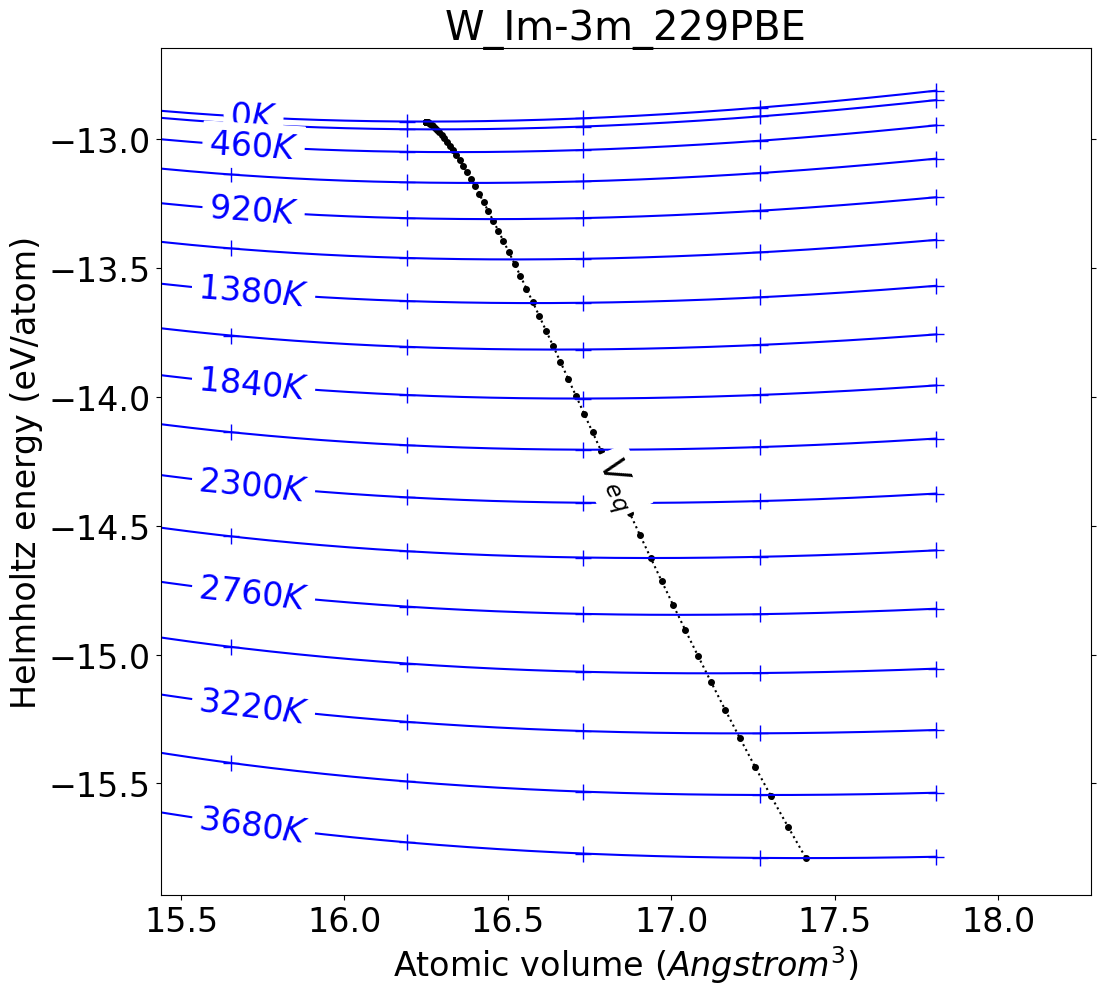 W_Im-3m_229PBE
Helmholtz energy (eV/atom)
−13.0
−13.5
−14.0
−14.5
−15.0
−15.5
0K
460K
920K
1380K
1840K
2300K
2760K
3220K
3680K
V_eq
15.5 16.0 16.5 17.0 17.5 18.0
Atomic volume (Angstrom³)